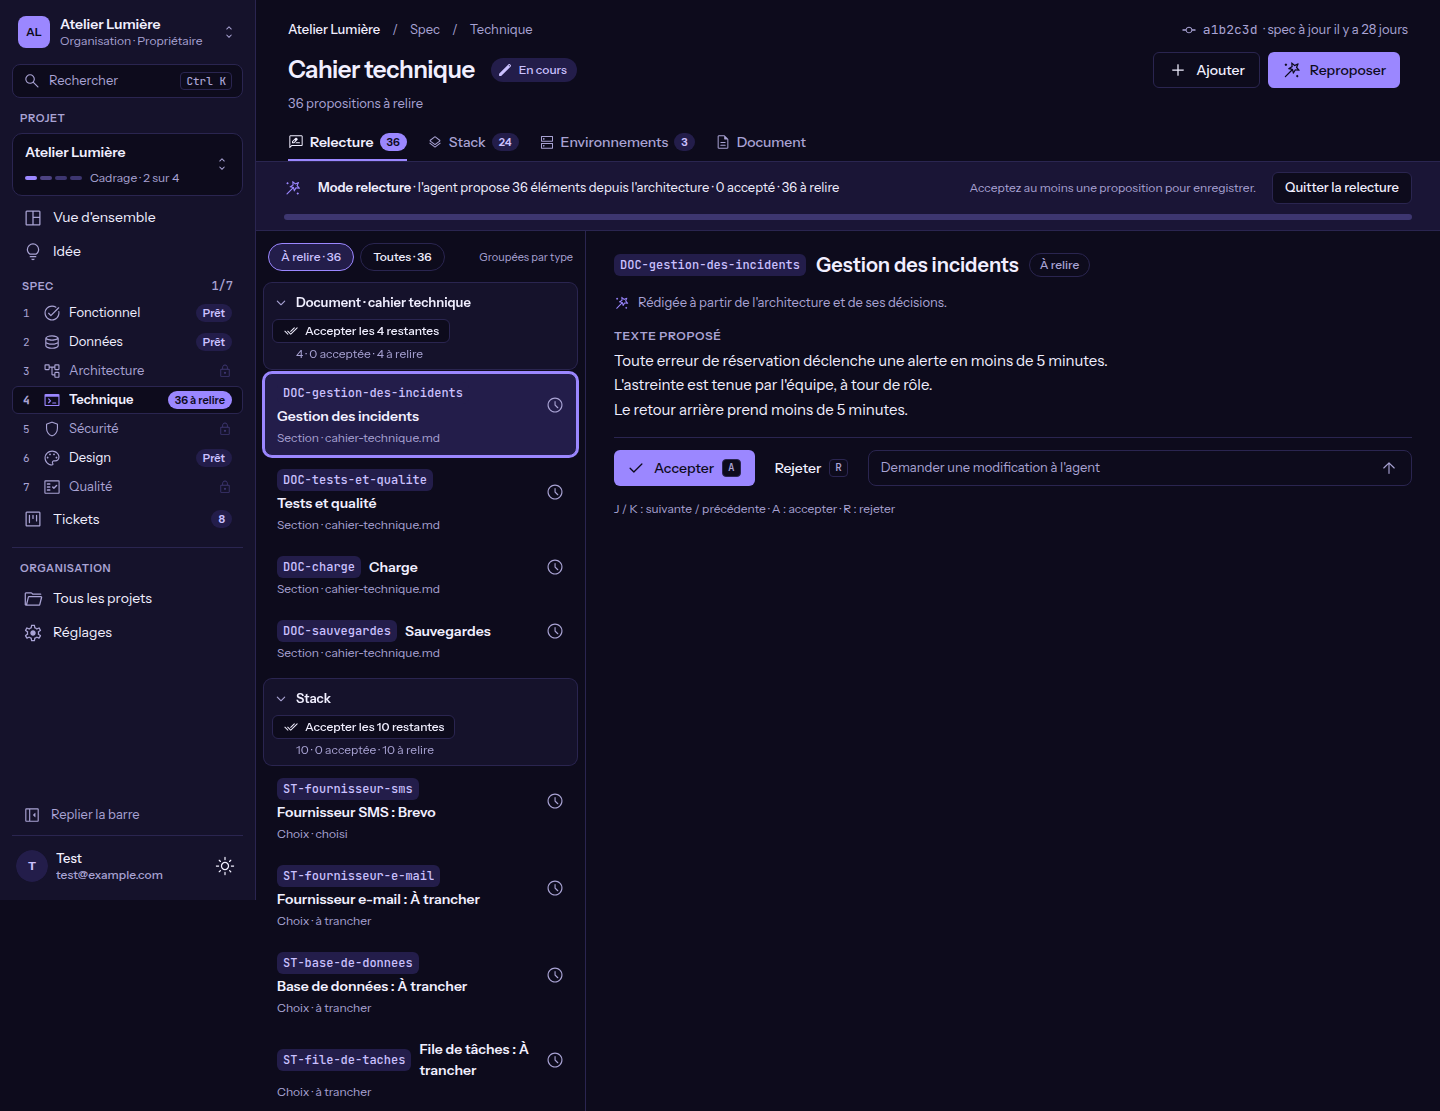 AL
Atelier Lumière
Organisation · Propriétaire
Rechercher
Ctrl K
PROJET
Atelier Lumière
Cadrage · 2 sur 4
Vue d'ensemble
Idée
SPEC 1/7
1 Fonctionnel Prêt
2 Données Prêt
3 Architecture
4 Technique 36 à relire
5 Sécurité
6 Design Prêt
7 Qualité
Tickets 8
ORGANISATION
Tous les projets
Réglages
Replier la barre
T
Test
test@example.com
Atelier Lumière / Spec / Technique
a1b2c3d · spec à jour il y a 28 jours
Cahier technique
En cours
Ajouter
Reproposer
36 propositions à relire
Relecture 36
Stack 24
Environnements 3
Document
Mode relecture · l'agent propose 36 éléments depuis l'architecture · 0 accepté · 36 à relire
Acceptez au moins une proposition pour enregistrer.
Quitter la relecture
À relire · 36
Toutes · 36
Groupées par type
Document · cahier technique
Accepter les 4 restantes
4 · 0 acceptée · 4 à relire
DOC-gestion-des-incidents
Gestion des incidents
Section · cahier-technique.md
DOC-tests-et-qualite
Tests et qualité
Section · cahier-technique.md
DOC-charge Charge
Section · cahier-technique.md
DOC-sauvegardes Sauvegardes
Section · cahier-technique.md
Stack
Accepter les 10 restantes
10 · 0 acceptée · 10 à relire
ST-fournisseur-sms
Fournisseur SMS : Brevo
Choix · choisi
ST-fournisseur-e-mail
Fournisseur e-mail : À trancher
Choix · à trancher
ST-base-de-donnees
Base de données : À trancher
Choix · à trancher
ST-file-de-taches
File de tâches : À
trancher
Choix · à trancher
DOC-gestion-des-incidents Gestion des incidents À relire
Rédigée à partir de l'architecture et de ses décisions.
TEXTE PROPOSÉ
Toute erreur de réservation déclenche une alerte en moins de 5 minutes.
L'astreinte est tenue par l'équipe, à tour de rôle.
Le retour arrière prend moins de 5 minutes.
Accepter A
Rejeter R
Demander une modification à l'agent
J / K : suivante / précédente · A : accepter · R : rejeter